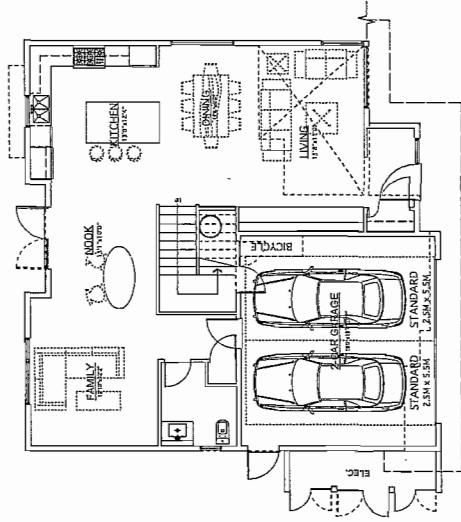 KITCHEN
DINING
LIVING
NOOK
BICYCLE
FAMILY
2 CAR GERAGE
STANDARD
2.5M x 5.5M
STANDARD
2.5M x 5.5M
ELEC.